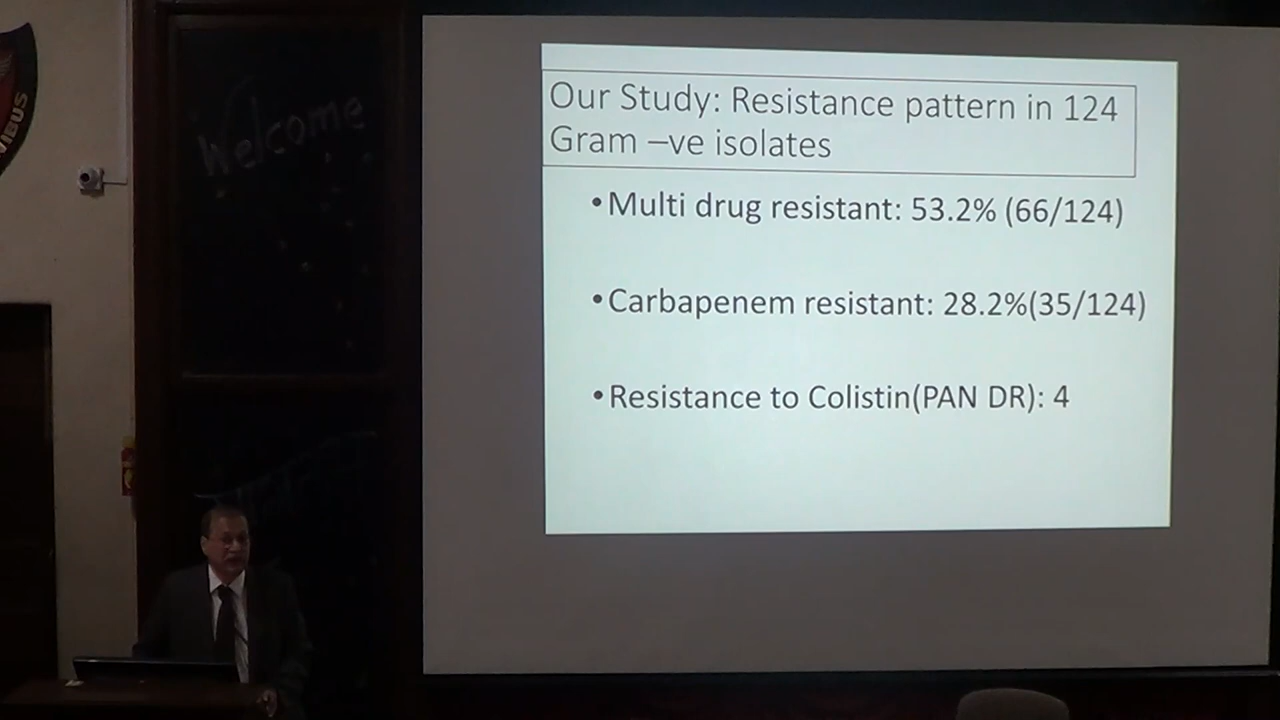 Welcome
Our Study: Resistance pattern in 124
Gram –ve isolates
•Multi drug resistant: 53.2% (66/124)
•Carbapenem resistant: 28.2%(35/124)
•Resistance to Colistin(PAN DR): 4